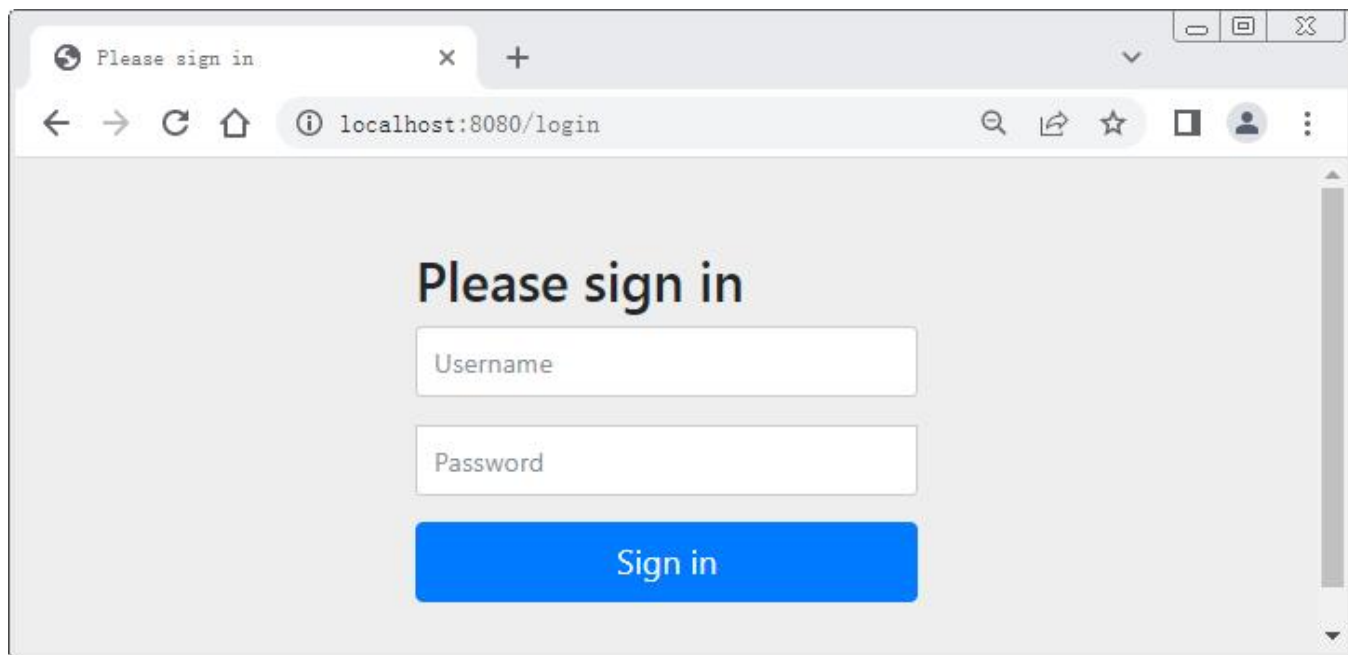 Please sign in
localhost:8080/login
Please sign in
Username
Password
Sign in